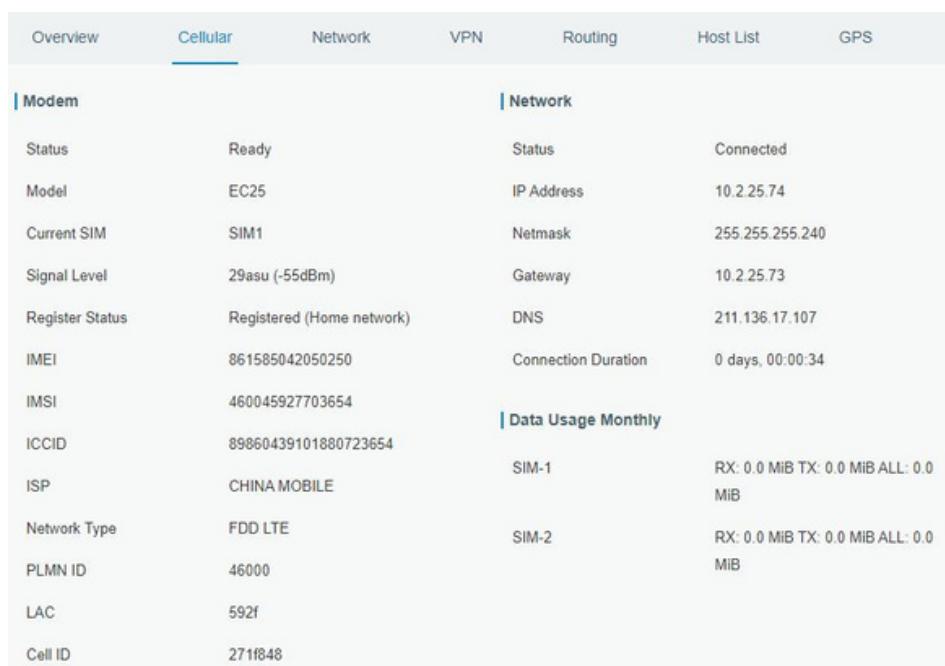 Overview Cellular Network VPN Routing Host List GPS
Modem
Status Ready
Model EC25
Current SIM SIM1
Signal Level 29asu (-55dBm)
Register Status Registered (Home network)
IMEI 861585042050250
IMSI 460045927703654
ICCID 89860439101880723654
ISP CHINA MOBILE
Network Type FDD LTE
PLMN ID 46000
LAC 592f
Cell ID 271f848
Network
Status Connected
IP Address 10.2.25.74
Netmask 255.255.255.240
Gateway 10.2.25.73
DNS 211.136.17.107
Connection Duration 0 days, 00:00:34
Data Usage Monthly
SIM-1 RX: 0.0 MiB TX: 0.0 MiB ALL: 0.0
MiB
SIM-2 RX: 0.0 MiB TX: 0.0 MiB ALL: 0.0
MiB